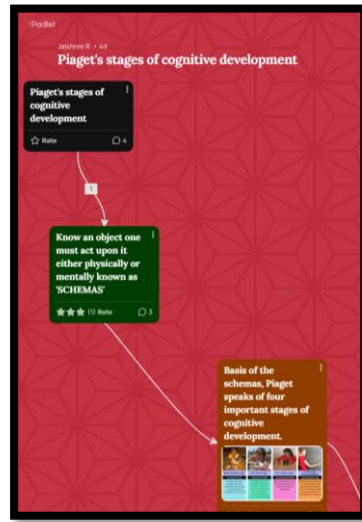 :Padlet
Jaishree R • 4d
Piaget's stages of cognitive development
Piaget's stages of
cognitive
development
Rate
4
1
Know an object one
must act upon it
either physically or
mentally known as
'SCHEMAS'
(1) Rate
3
Basis of the
schemas, Piaget
speaks of four
important stages of
cognitive
development.